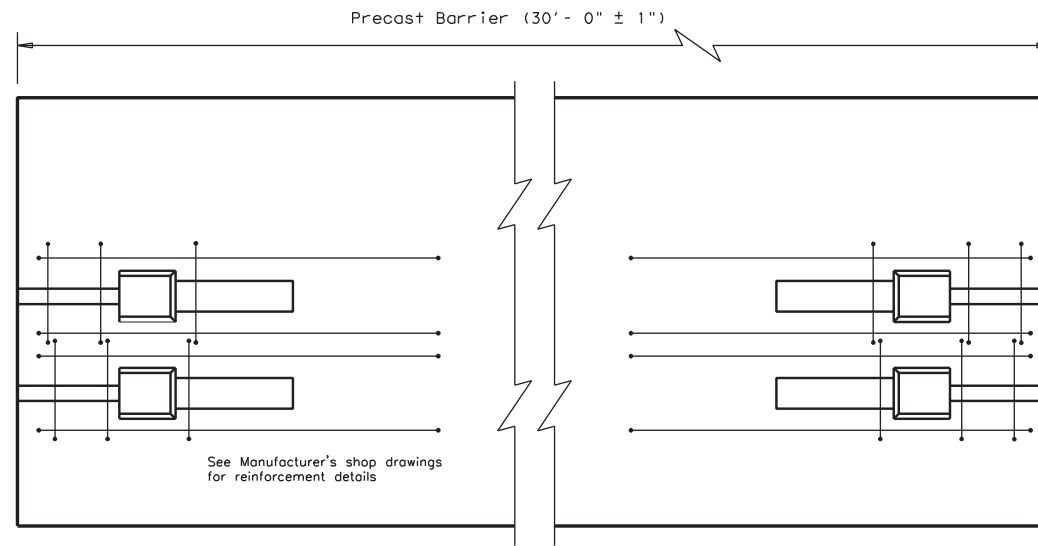 Precast Barrier (30'- 0" ± 1")
See Manufacturer's shop drawings
for reinforcement details